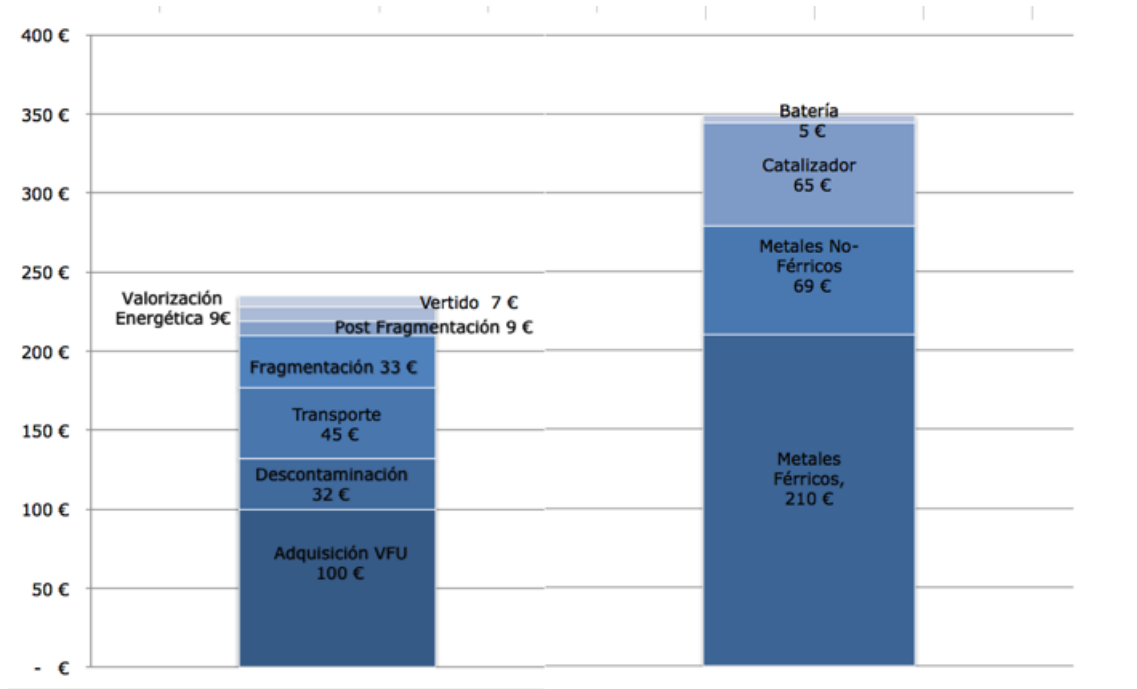 400 €
350 €
300 €
250 €
200 €
150 €
100 €
50 €
- €
Valorización
Energética 9€
Vertido 7 €
Post Fragmentación 9 €
Fragmentación 33 €
Transporte
45 €
Descontaminación
32 €
Adquisición VFU
100 €
Batería
5 €
Catalizador
65 €
Metales No-
Férricos
69 €
Metales
Férricos,
210 €